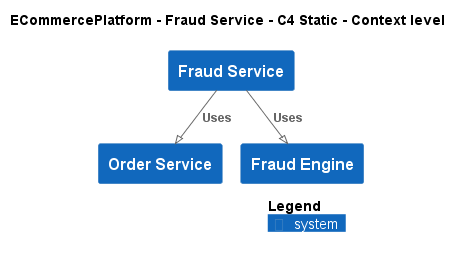 ECommercePlatform - Fraud Service - C4 Static - Context level
Fraud Service
Uses
Uses
Order Service
Fraud Engine
Legend
system